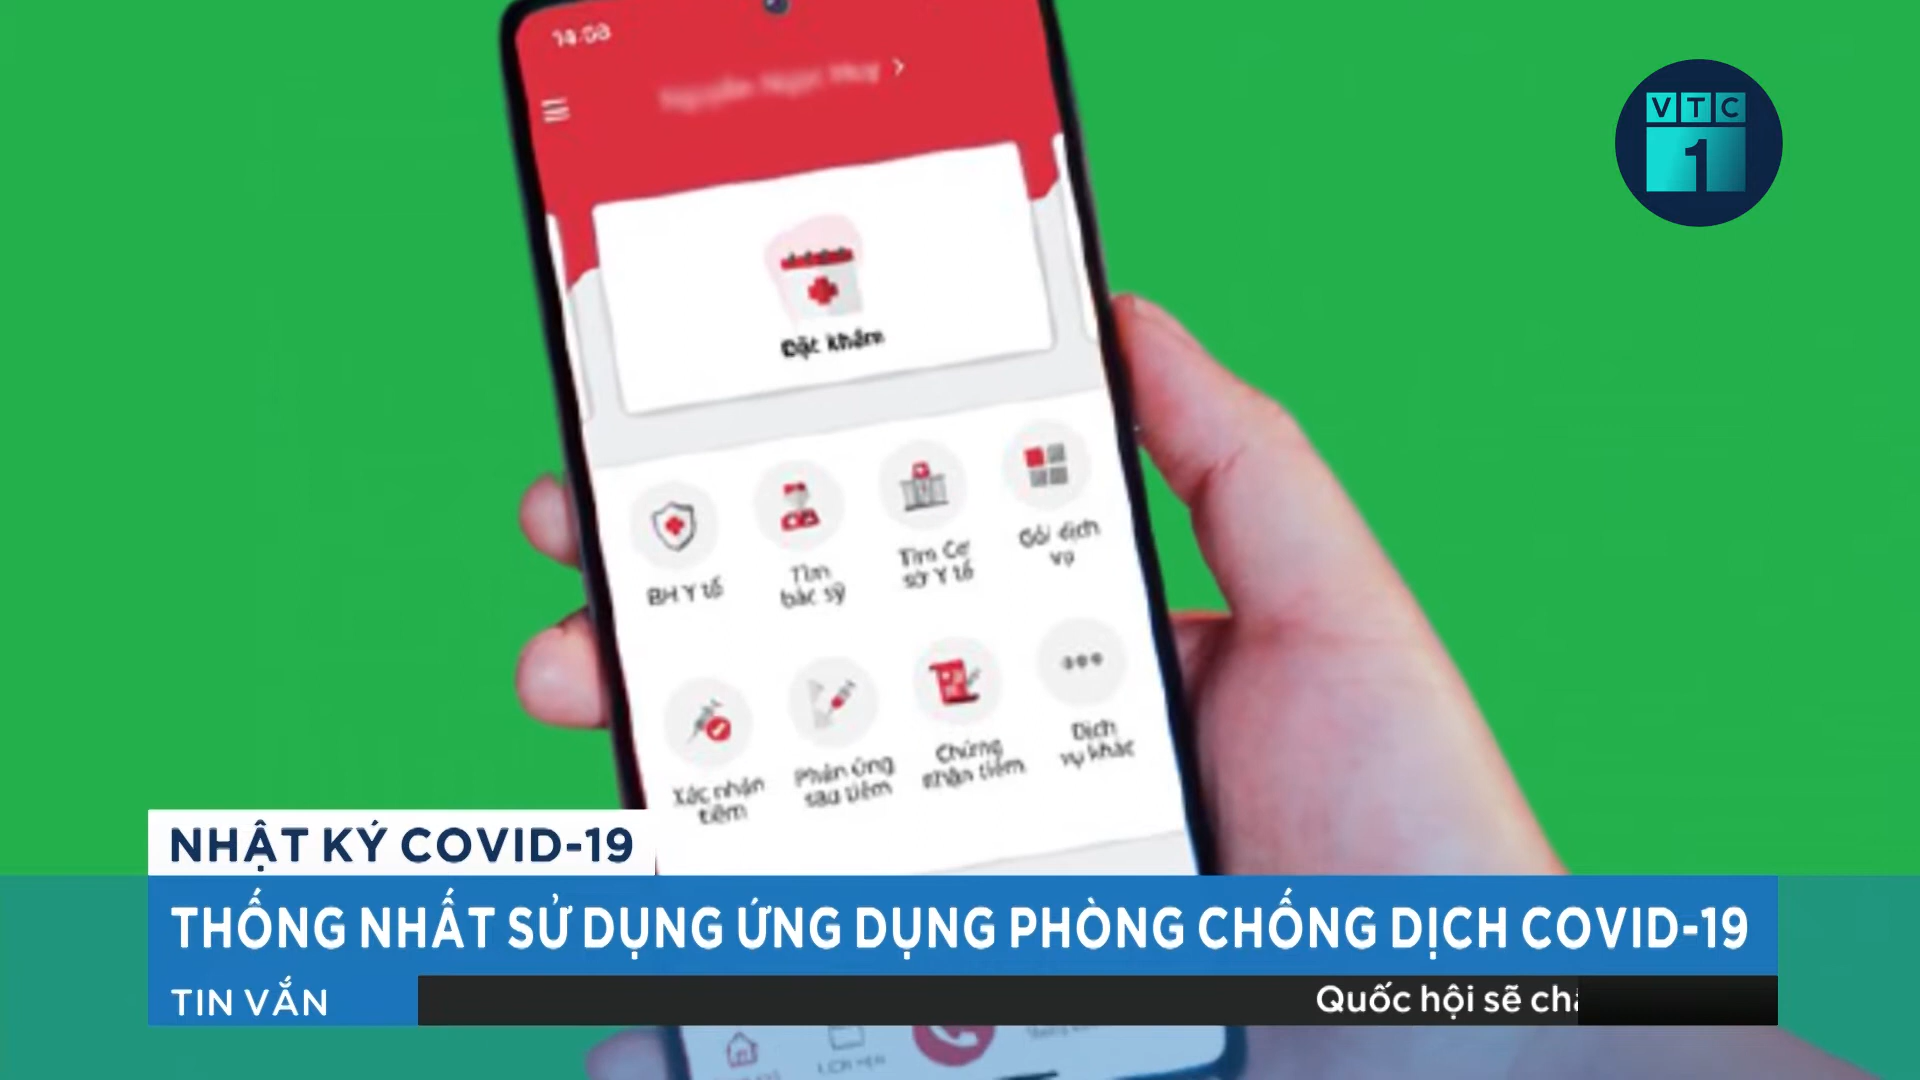 VTC
1
Đặt khám
BH Y tế
Tìm
bác sỹ
Tìm Cơ
sở Y tế
Gói dịch
vụ
Xác nhận
tiêm
Phản ứng
sau tiêm
Chứng
nhận tiêm
Dịch
vụ khác
NHẬT KÝ COVID-19
THỐNG NHẤT SỬ DỤNG ỨNG DỤNG PHÒNG CHỐNG DỊCH COVID-19
TIN VẮN
Quốc hội sẽ